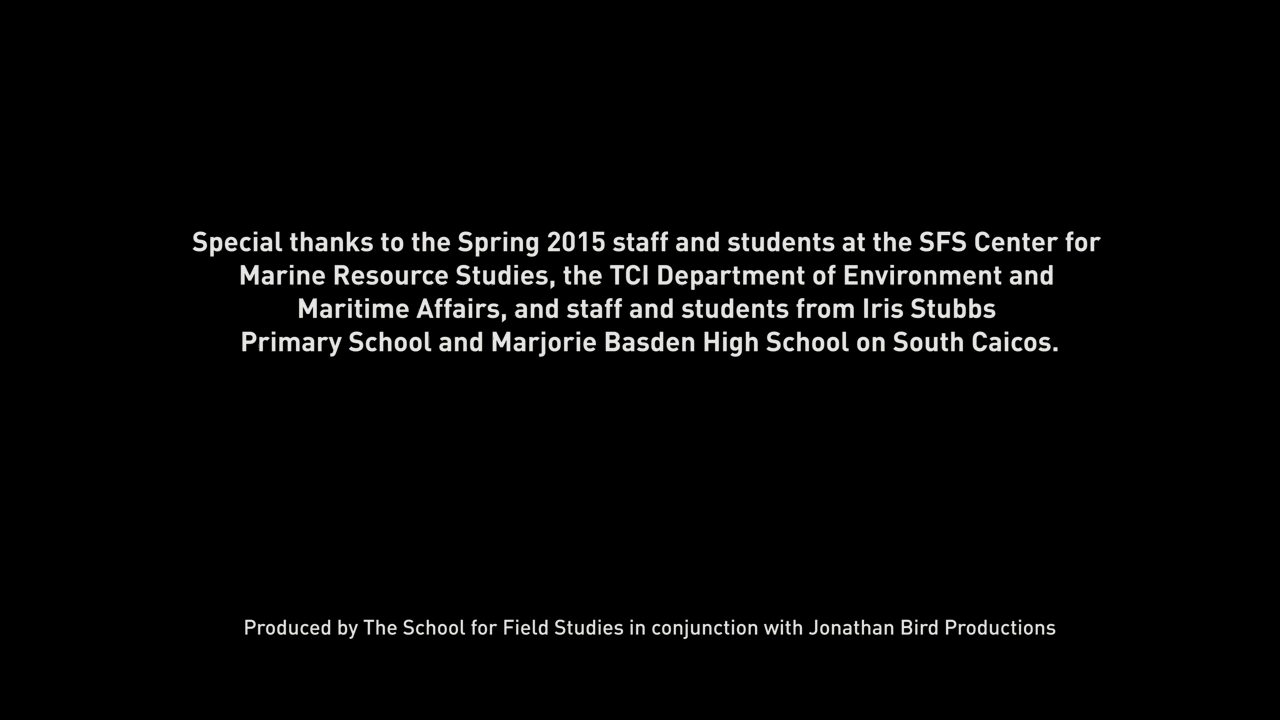 Special thanks to the Spring 2015 staff and students at the SFS Center for
Marine Resource Studies, the TCI Department of Environment and
Maritime Affairs, and staff and students from Iris Stubbs
Primary School and Marjorie Basden High School on South Caicos.
Produced by The School for Field Studies in conjunction with Jonathan Bird Productions